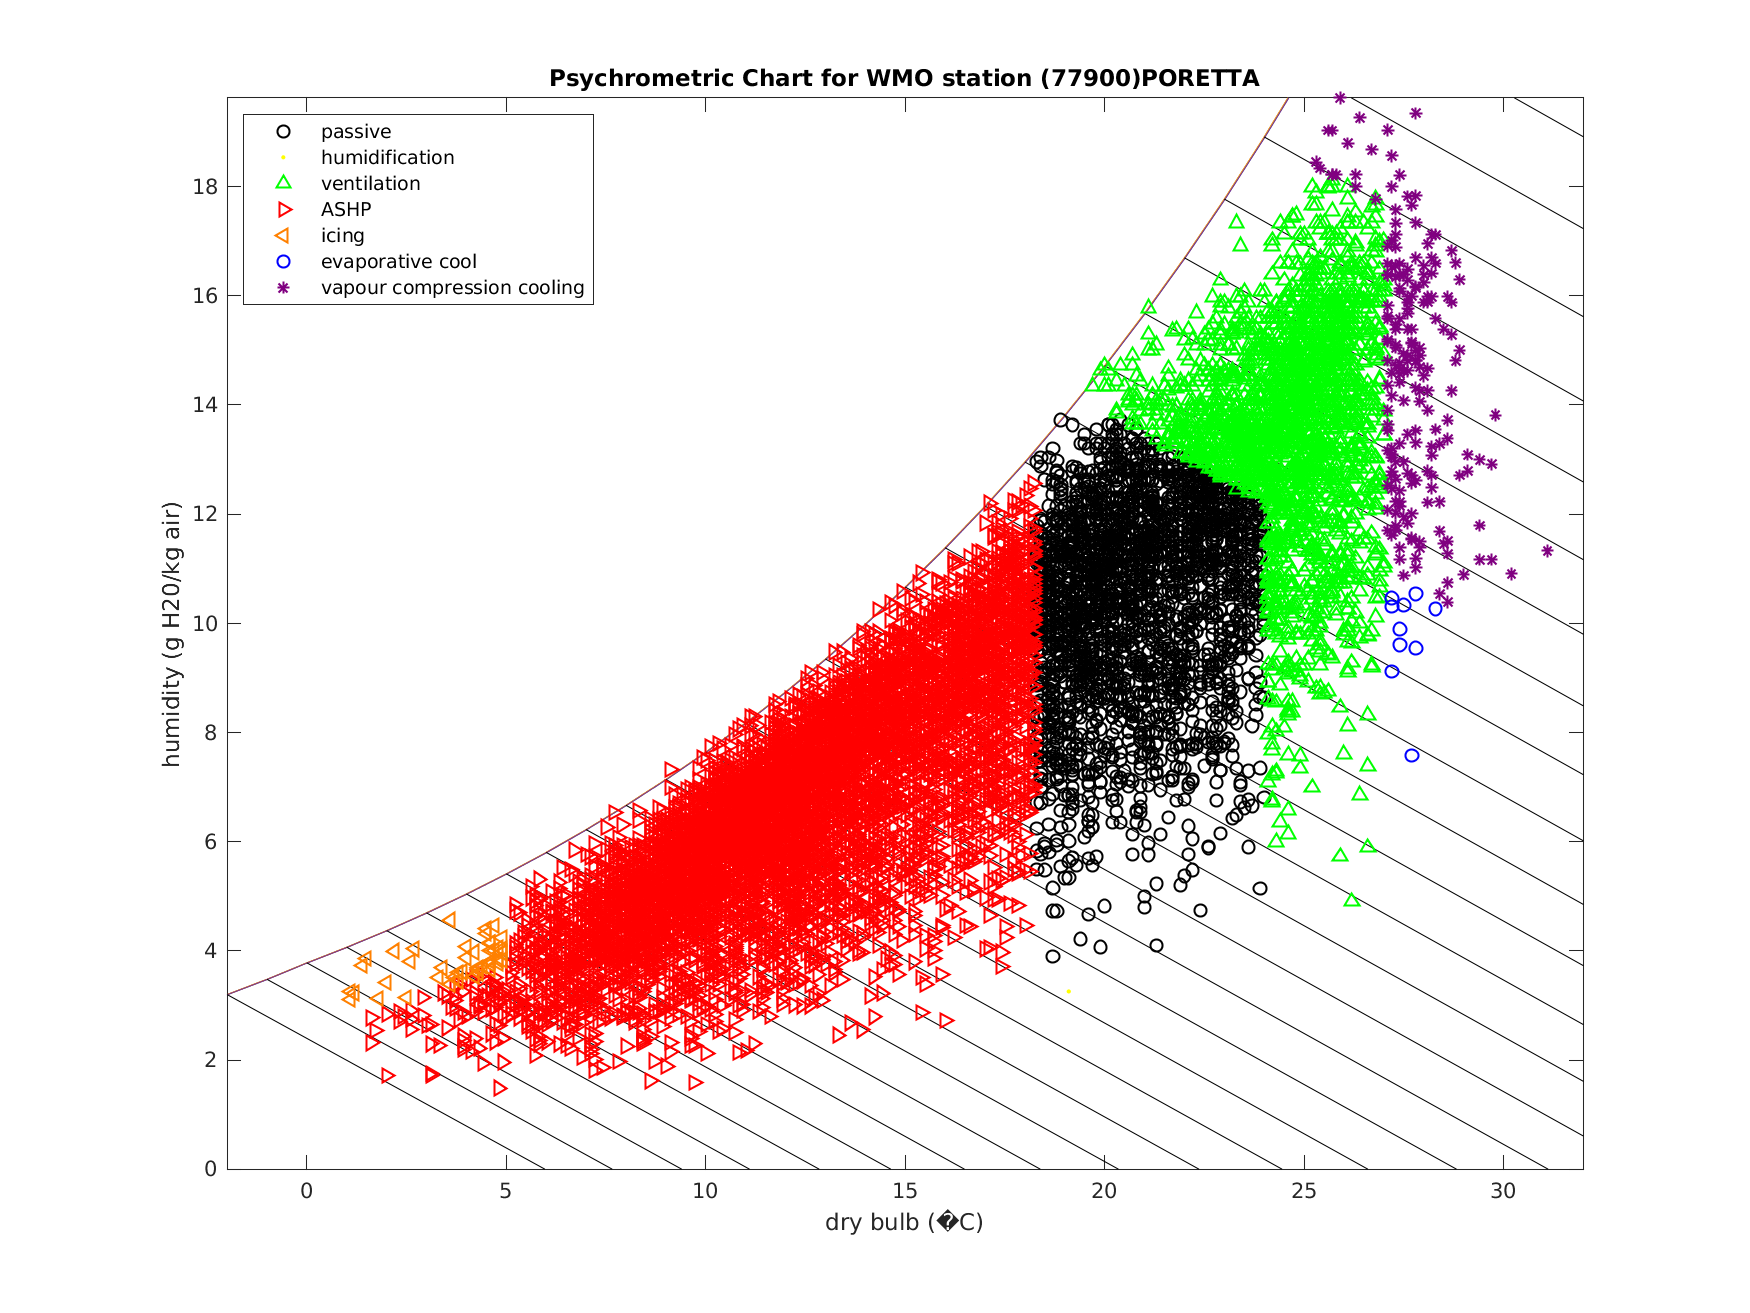 Psychrometric Chart for WMO station (77900)PORETTA
passive
humidification
ventilation
ASHP
icing
evaporative cool
vapour compression cooling
humidity (g H20/kg air)
18
16
14
12
10
8
6
4
2
0
0 5 10 15 20 25 30
dry bulb (�C)